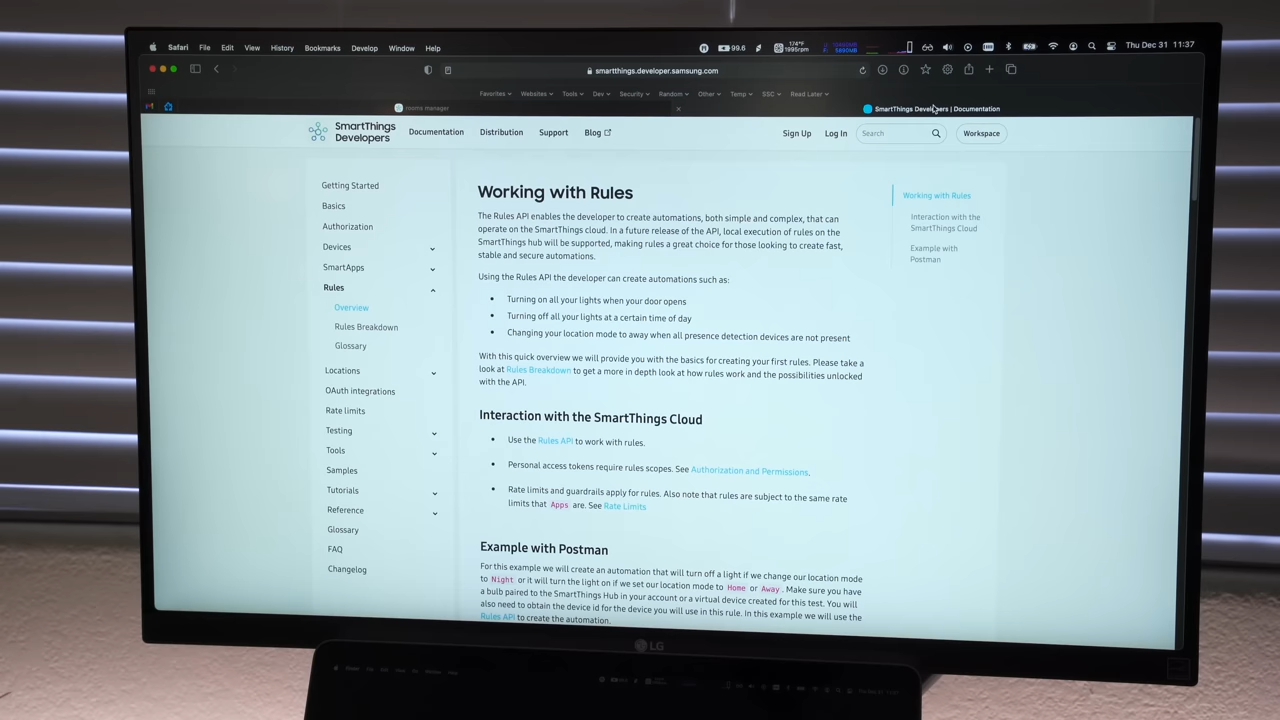 Safari File Edit View History Bookmarks Develop Window Help
99.6
174°F
1995rpm
Thu Dec 31 11:37
smartthings.developer.samsung.com
Favorites Websites Tools Dev Security Random Other Temp SSC Read Later
rooms manager
SmartThings Developers | Documentation
SmartThings
Developers
Documentation Distribution Support Blog
Sign Up Log In Search Workspace
Getting Started
Basics
Authorization
Devices
SmartApps
Rules
Overview
Rules Breakdown
Glossary
Locations
OAuth integrations
Rate limits
Testing
Tools
Samples
Tutorials
Reference
Glossary
FAQ
Changelog
Working with Rules
The Rules API enables the developer to create automations, both simple and complex, that can
operate on the SmartThings cloud. In a future release of the API, local execution of rules on the
SmartThings hub will be supported, making rules a great choice for those looking to create fast,
stable and secure automations.
Using the Rules API the developer can create automations such as:
• Turning on all your lights when your door opens
• Turning off all your lights at a certain time of day
• Changing your location mode to away when all presence detection devices are not present
With this quick overview we will provide you with the basics for creating your first rules. Please take a
look at Rules Breakdown to get a more in depth look at how rules work and the possibilities unlocked
with the API.
Interaction with the SmartThings Cloud
• Use the Rules API to work with rules.
• Personal access tokens require rules scopes. See Authorization and Permissions.
• Rate limits and guardrails apply for rules. Also note that rules are subject to the same rate
limits that Apps are. See Rate Limits
Example with Postman
For this example we will create an automation that will turn off a light if we change our location mode
to Night or it will turn the light on if we set our location mode to Home or Away. Make sure you have
a bulb paired to the SmartThings Hub in your account or a virtual device created for this test. You will
also need to obtain the device id for the device you will use in this rule. In this example we will use the
Rules API to create the automation.
Working with Rules
Interaction with the
SmartThings Cloud
Example with
Postman
LG